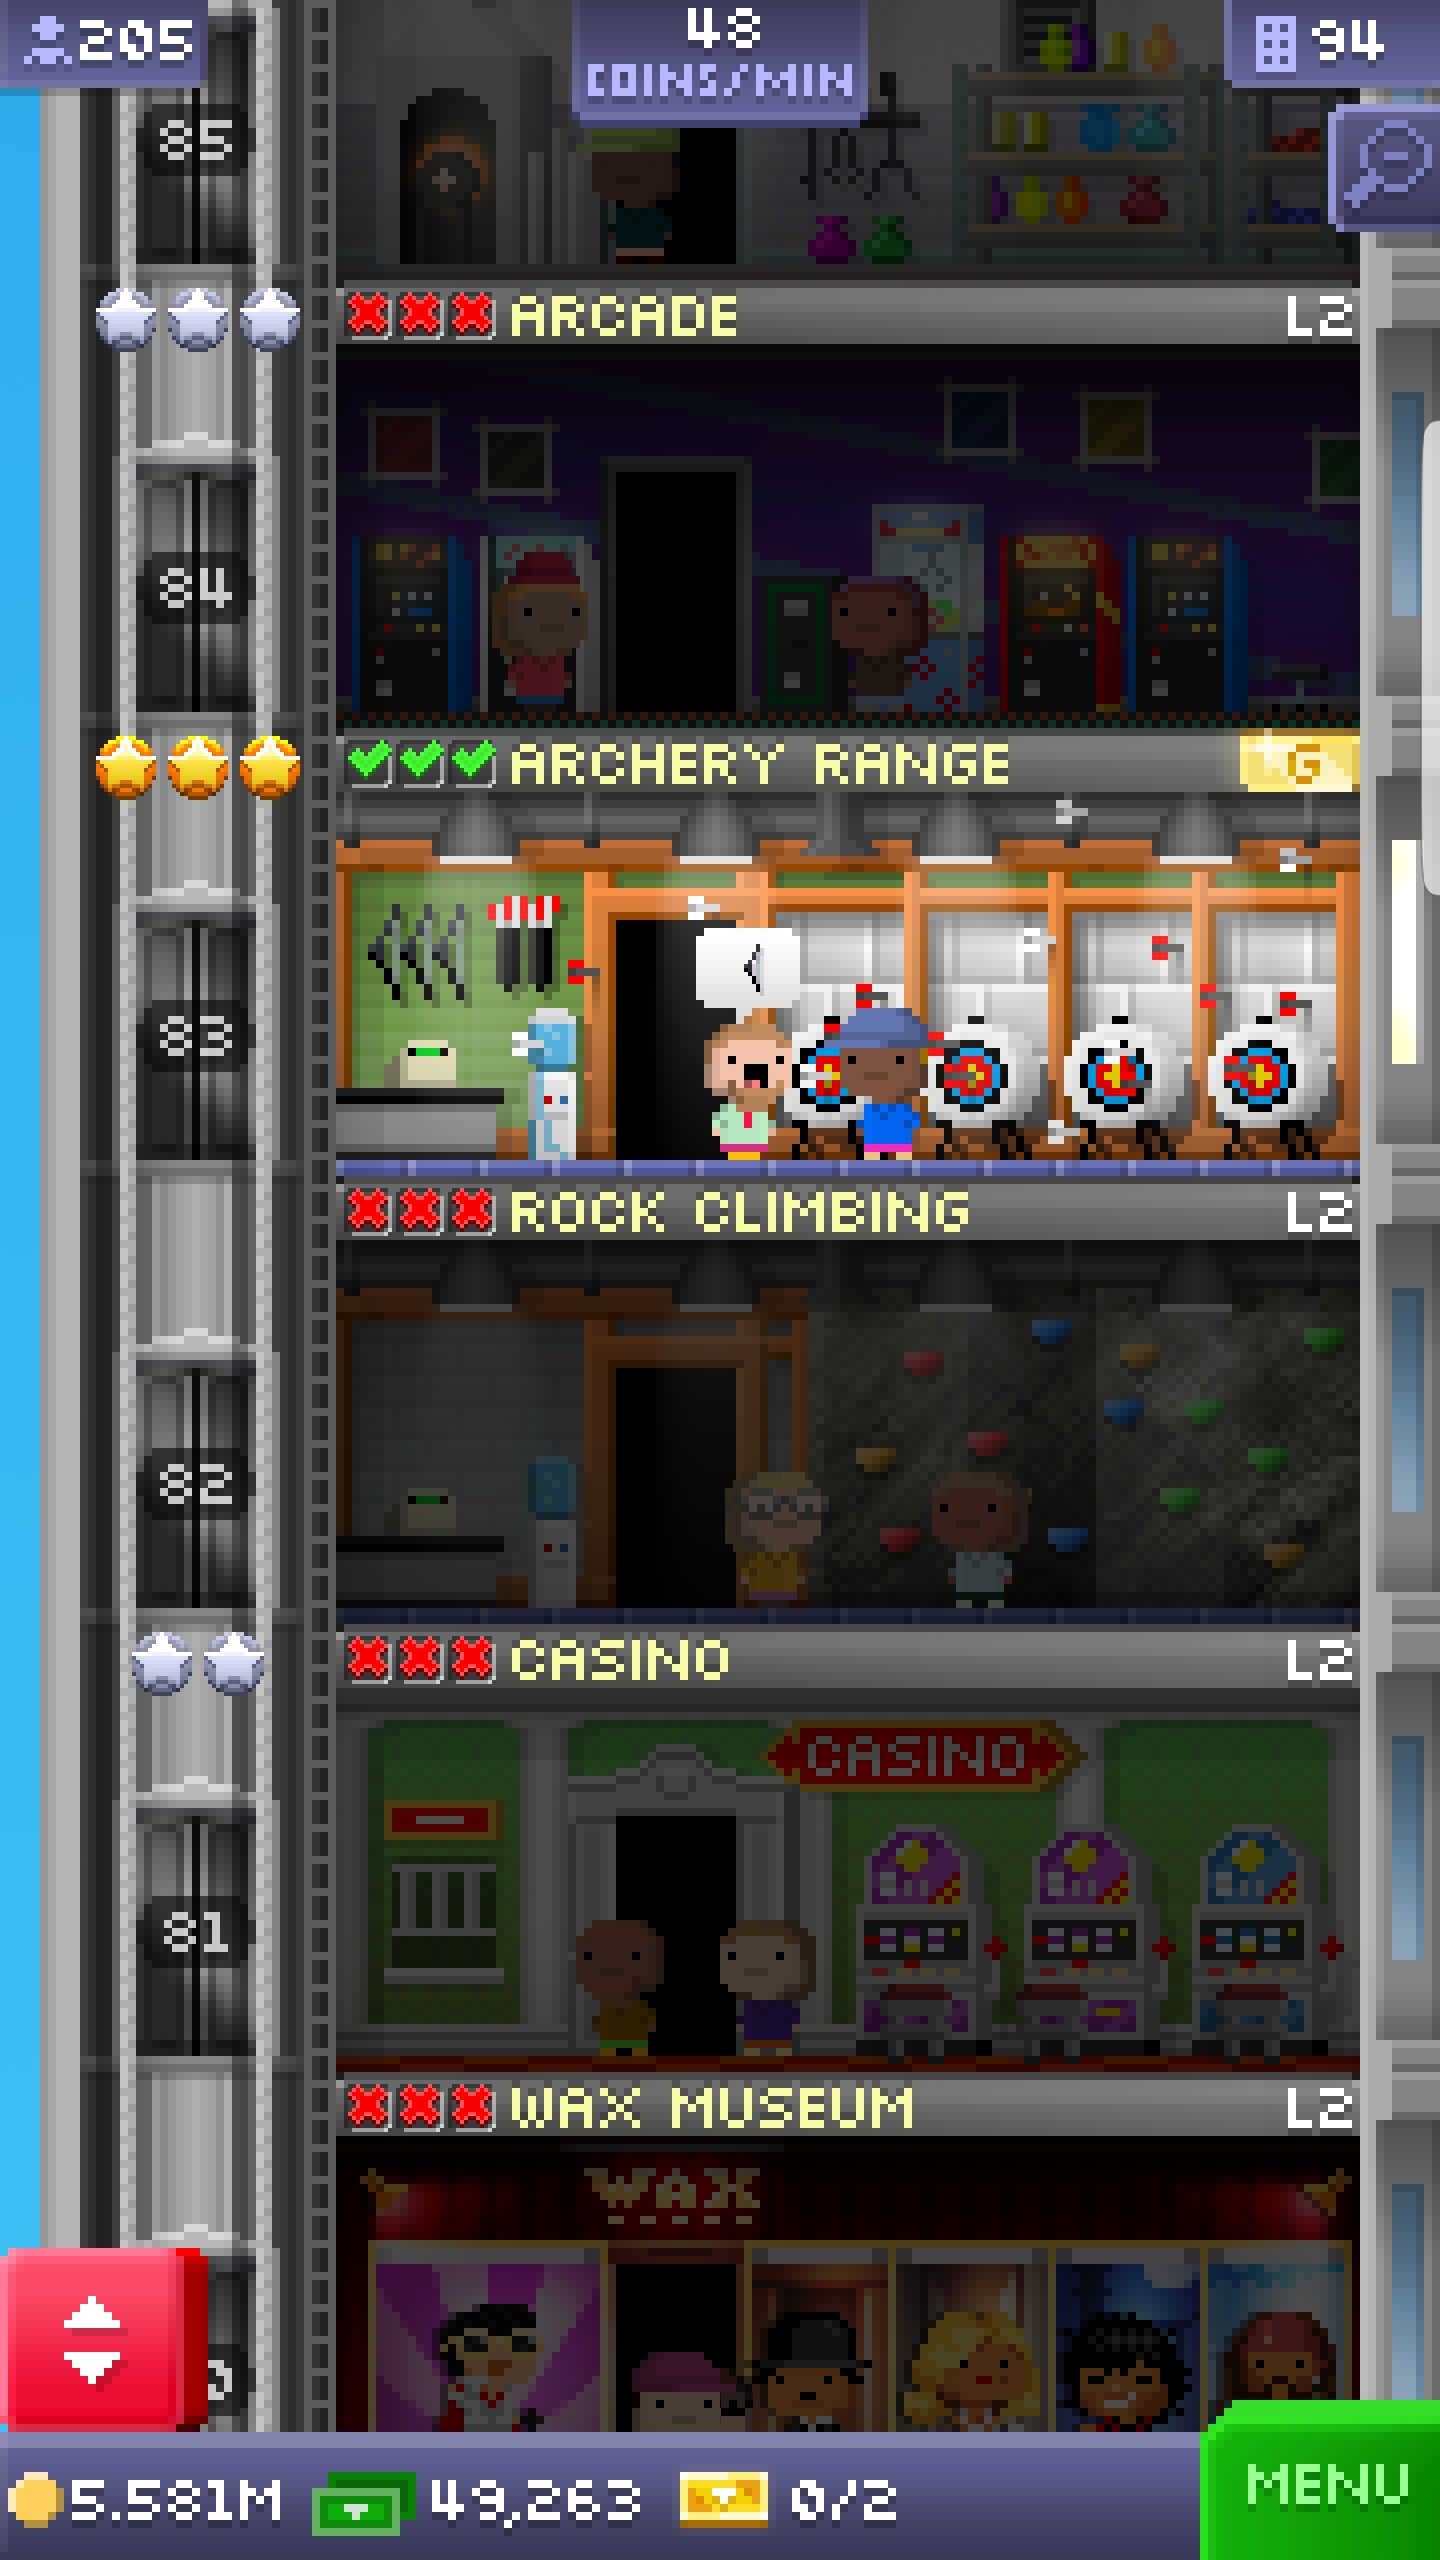 205
48
COINS/MIN
94
85
ARCADE L2
84
ARCHERY RANGE G
83
ROCK CLIMBING L2
82
CASINO L2
CASINO
81
WAX MUSEUM L2
WAX
5.581M 49,263 0/2
MENU